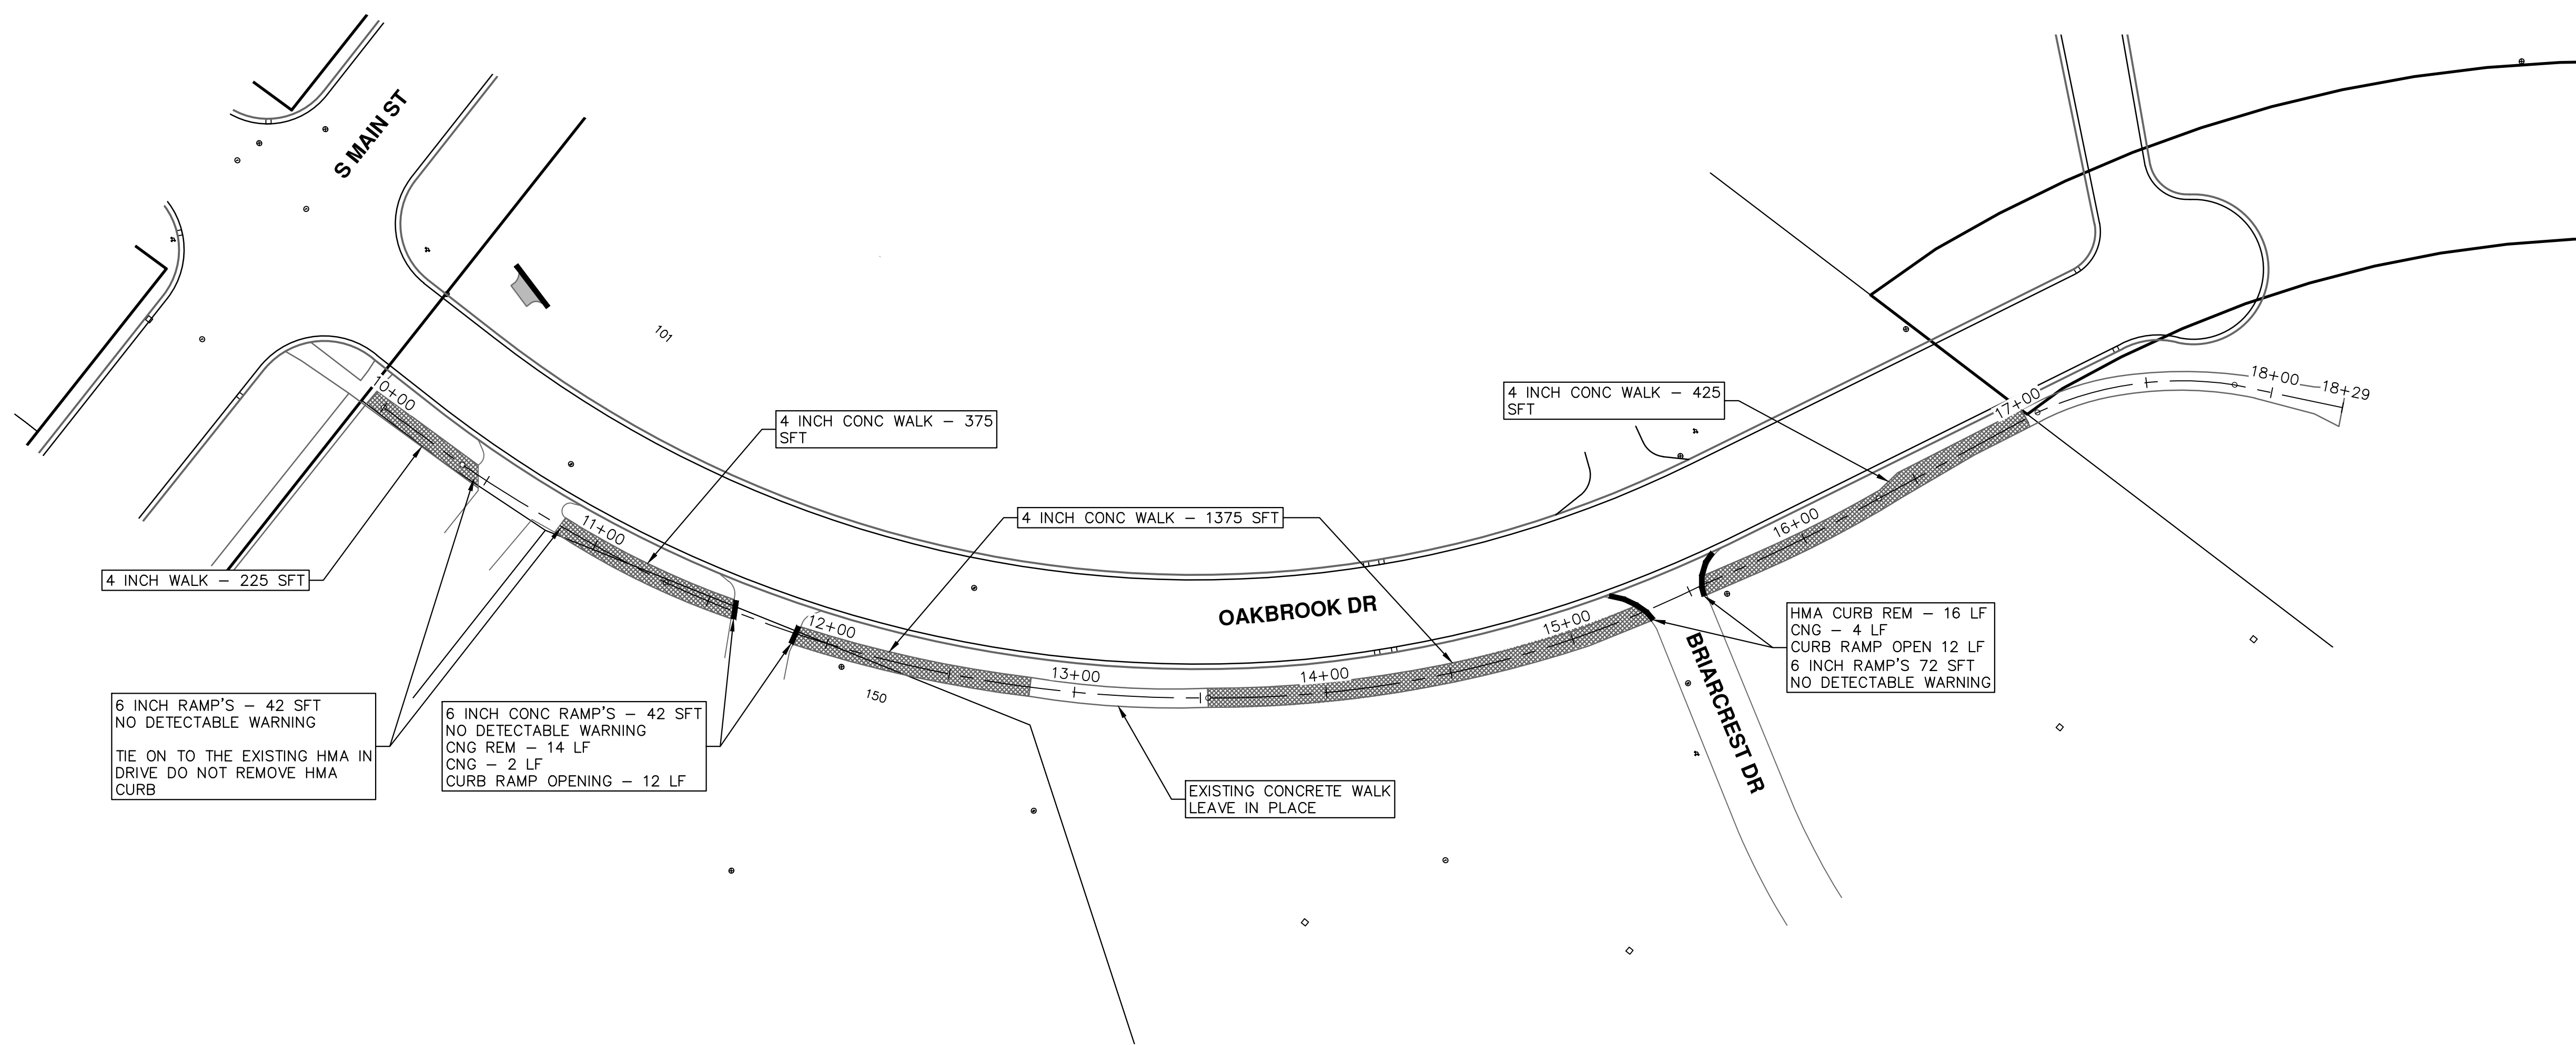 S MAIN ST
101
10+00
4 INCH CONC WALK – 375
SFT
4 INCH CONC WALK – 425
SFT
17+00
18+00
18+29
11+00
4 INCH CONC WALK – 1375 SFT
16+00
4 INCH WALK – 225 SFT
OAKBROOK DR
12+00
15+00
13+00
14+00
150
BRIARCREST DR
HMA CURB REM – 16 LF
CNG – 4 LF
CURB RAMP OPEN 12 LF
6 INCH RAMP'S 72 SFT
NO DETECTABLE WARNING
6 INCH RAMP'S – 42 SFT
NO DETECTABLE WARNING
TIE ON TO THE EXISTING HMA IN
DRIVE DO NOT REMOVE HMA
CURB
6 INCH CONC RAMP'S – 42 SFT
NO DETECTABLE WARNING
CNG REM – 14 LF
CNG – 2 LF
CURB RAMP OPENING – 12 LF
EXISTING CONCRETE WALK
LEAVE IN PLACE